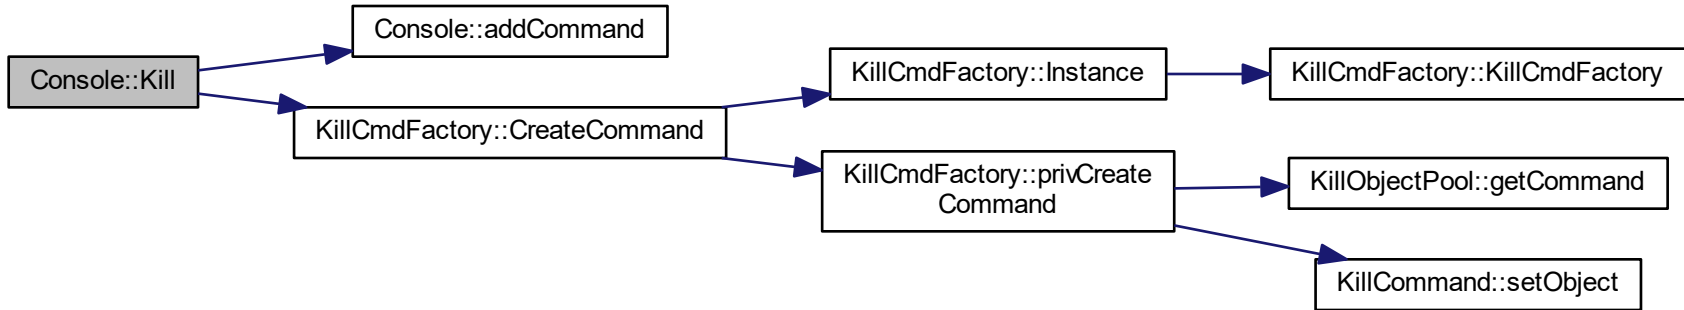 Console::Kill
Console::addCommand
KillCmdFactory::CreateCommand
KillCmdFactory::Instance
KillCmdFactory::KillCmdFactory
KillCmdFactory::privCreate
Command
KillObjectPool::getCommand
KillCommand::setObject